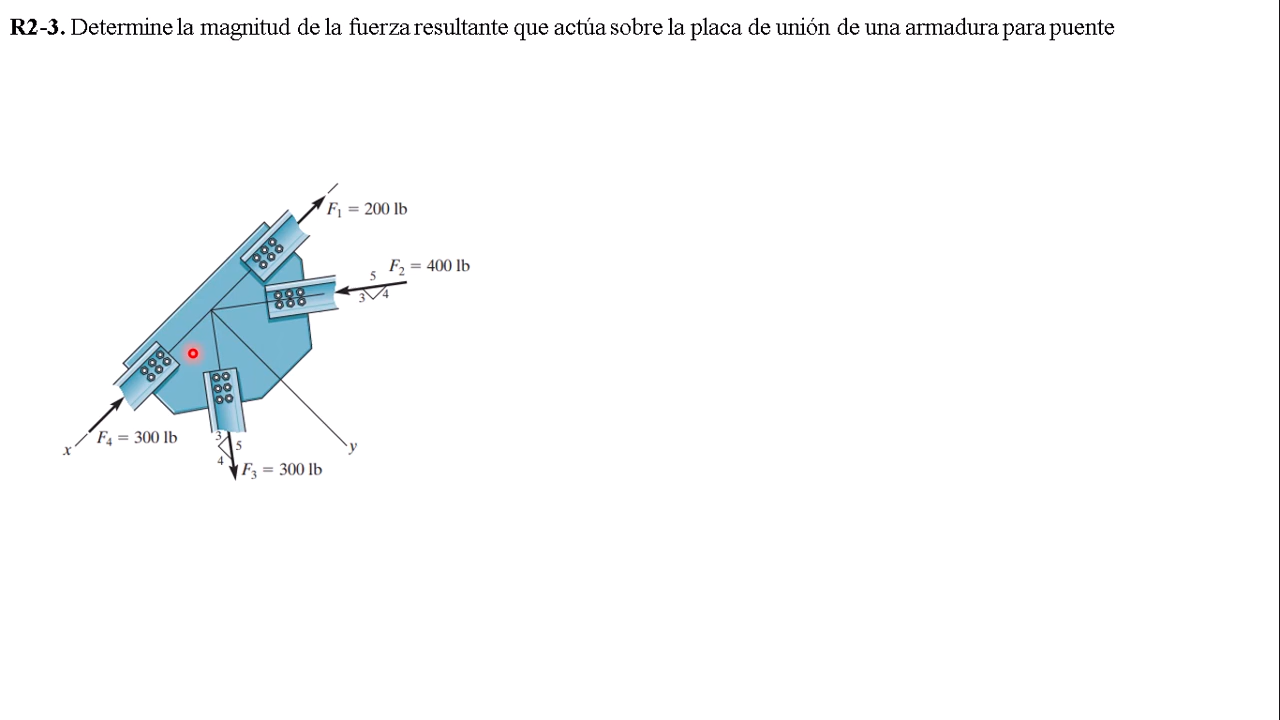 R2-3. Determine la magnitud de la fuerza resultante que actúa sobre la placa de unión de una armadura para puente
F₁ = 200 lb
F₂ = 400 lb
5
3 4
x
F₄ = 300 lb
3
5
4
F₃ = 300 lb
y